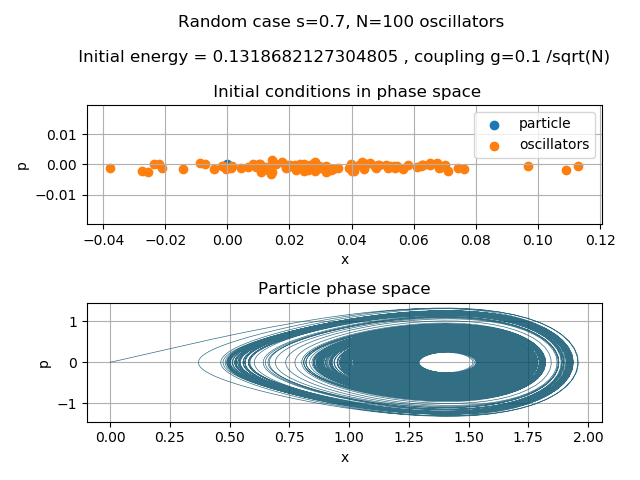 Random case s=0.7, N=100 oscillators
Initial energy = 0.1318682127304805 , coupling g=0.1 /sqrt(N)
Initial conditions in phase space
particle
oscillators
p
0.01
0.00
−0.01
−0.04 −0.02 0.00 0.02 0.04 0.06 0.08 0.10 0.12
x
Particle phase space
p
1
0
−1
0.00 0.25 0.50 0.75 1.00 1.25 1.50 1.75 2.00
x